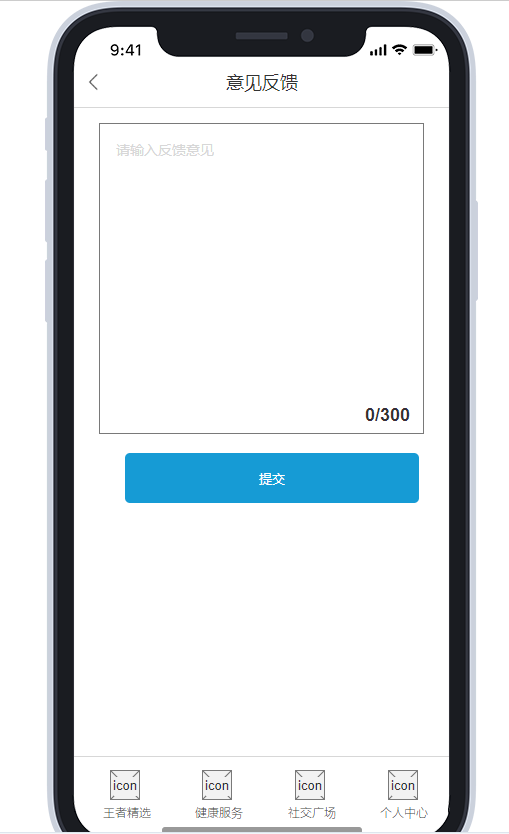 9:41
意见反馈
请输入反馈意见
0/300
提交
icon icon icon icon
王者精选 健康服务 社交广场 个人中心